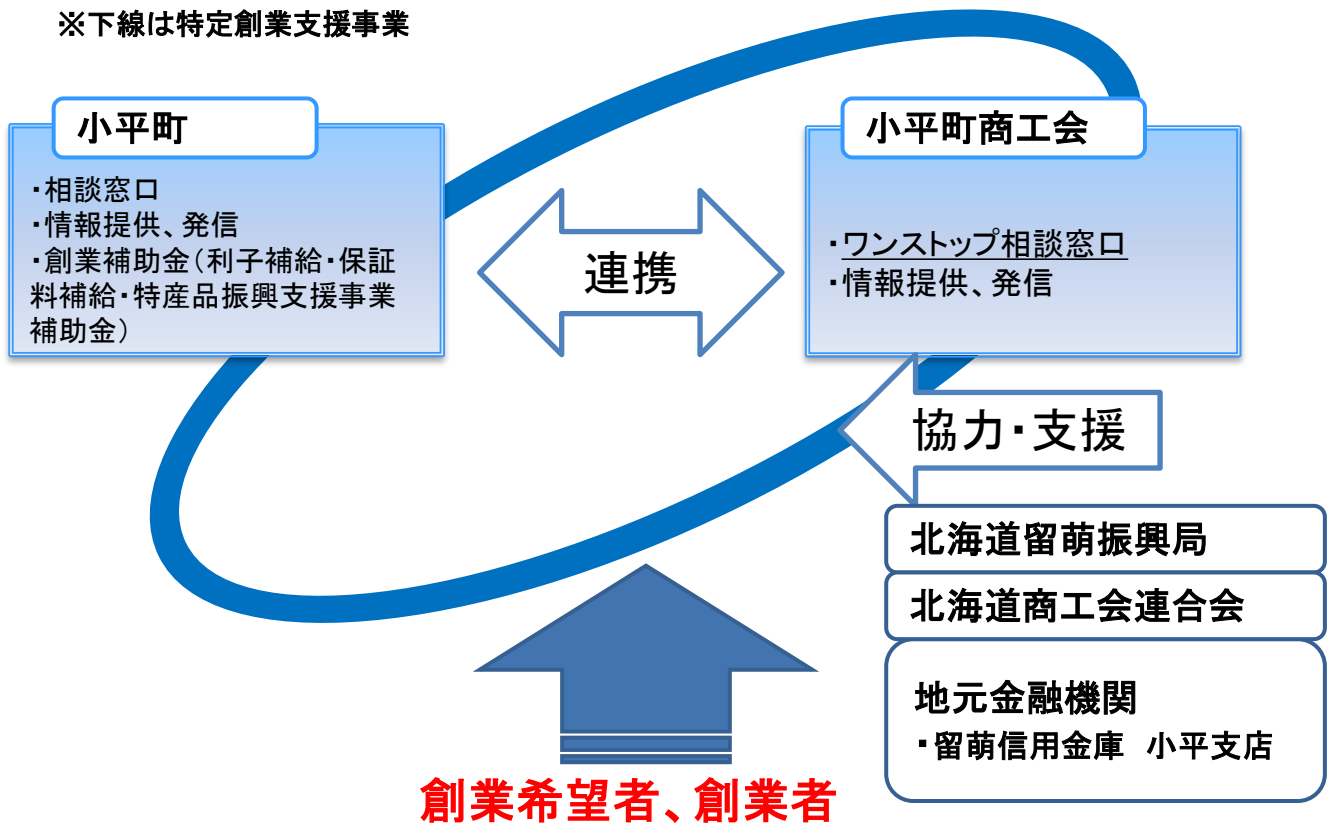 ※下線は特定創業支援事業
小平町
・相談窓口
・情報提供、発信
・創業補助金（利子補給・保証
料補給・特産品振興支援事業
補助金）
連携
小平町商工会
・ワンストップ相談窓口
・情報提供、発信
協力・支援
北海道留萌振興局
北海道商工会連合会
地元金融機関
・留萌信用金庫　小平支店
創業希望者、創業者